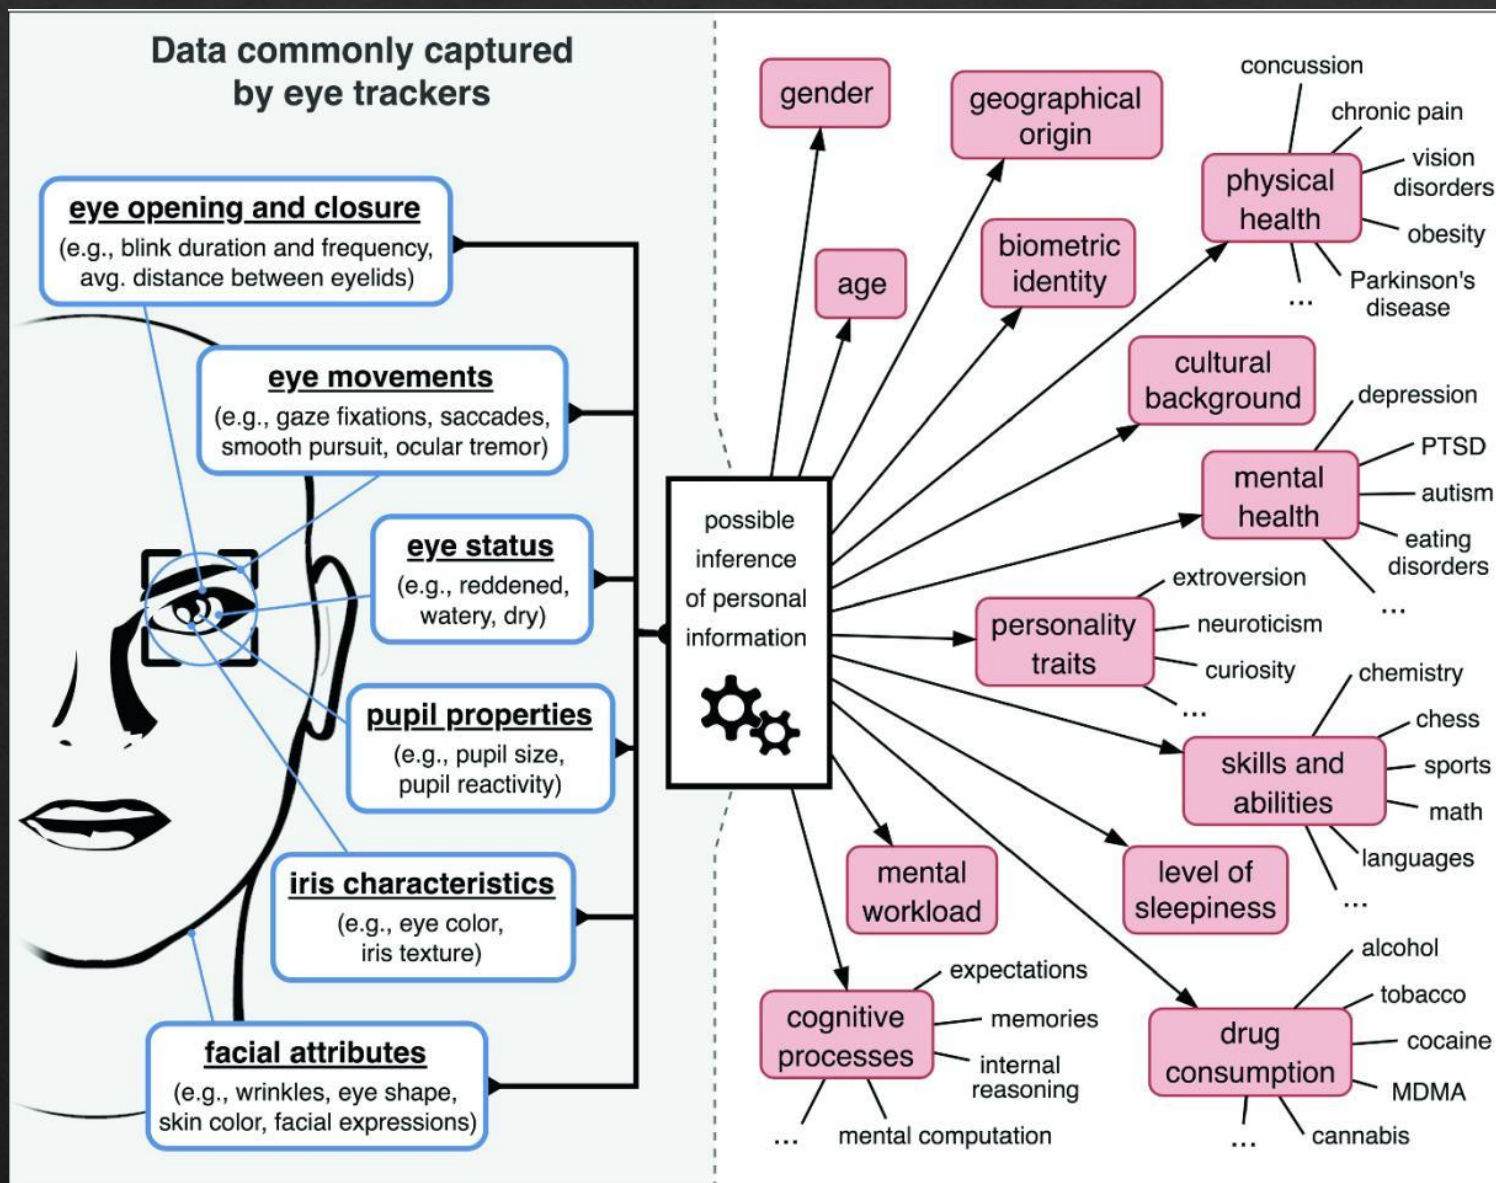 Data commonly captured
by eye trackers
eye opening and closure
(e.g., blink duration and frequency,
avg. distance between eyelids)
eye movements
(e.g., gaze fixations, saccades,
smooth pursuit, ocular tremor)
eye status
(e.g., reddened,
watery, dry)
pupil properties
(e.g., pupil size,
pupil reactivity)
iris characteristics
(e.g., eye color,
iris texture)
facial attributes
(e.g., wrinkles, eye shape,
skin color, facial expressions)
possible
inference
of personal
information
gender
geographical
origin
age
biometric
identity
physical
health
concussion
chronic pain
vision
disorders
obesity
Parkinson's
disease
...
cultural
background
mental
health
depression
PTSD
autism
eating
disorders
...
personality
traits
extroversion
neuroticism
curiosity
...
skills and
abilities
chemistry
chess
sports
math
languages
...
mental
workload
level of
sleepiness
cognitive
processes
expectations
memories
internal
reasoning
mental computation
...
drug
consumption
alcohol
tobacco
cocaine
MDMA
cannabis
...